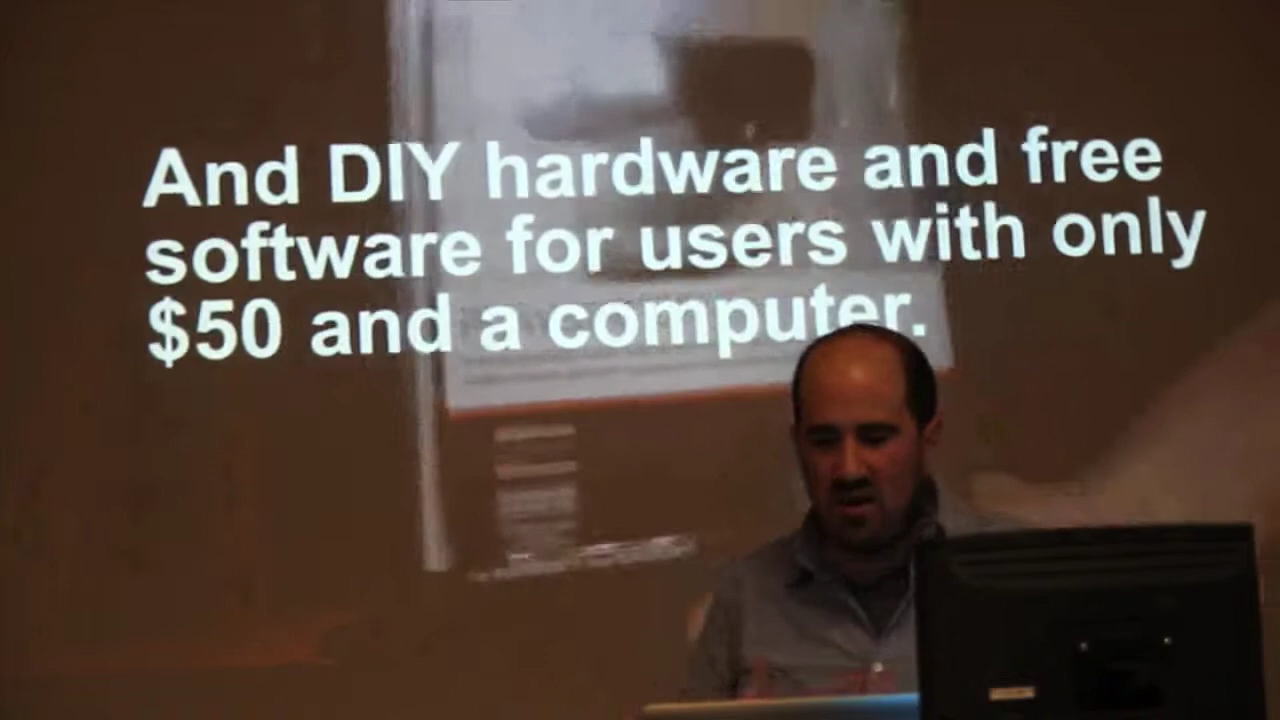 And DIY hardware and free
software for users with only
$50 and a computer.